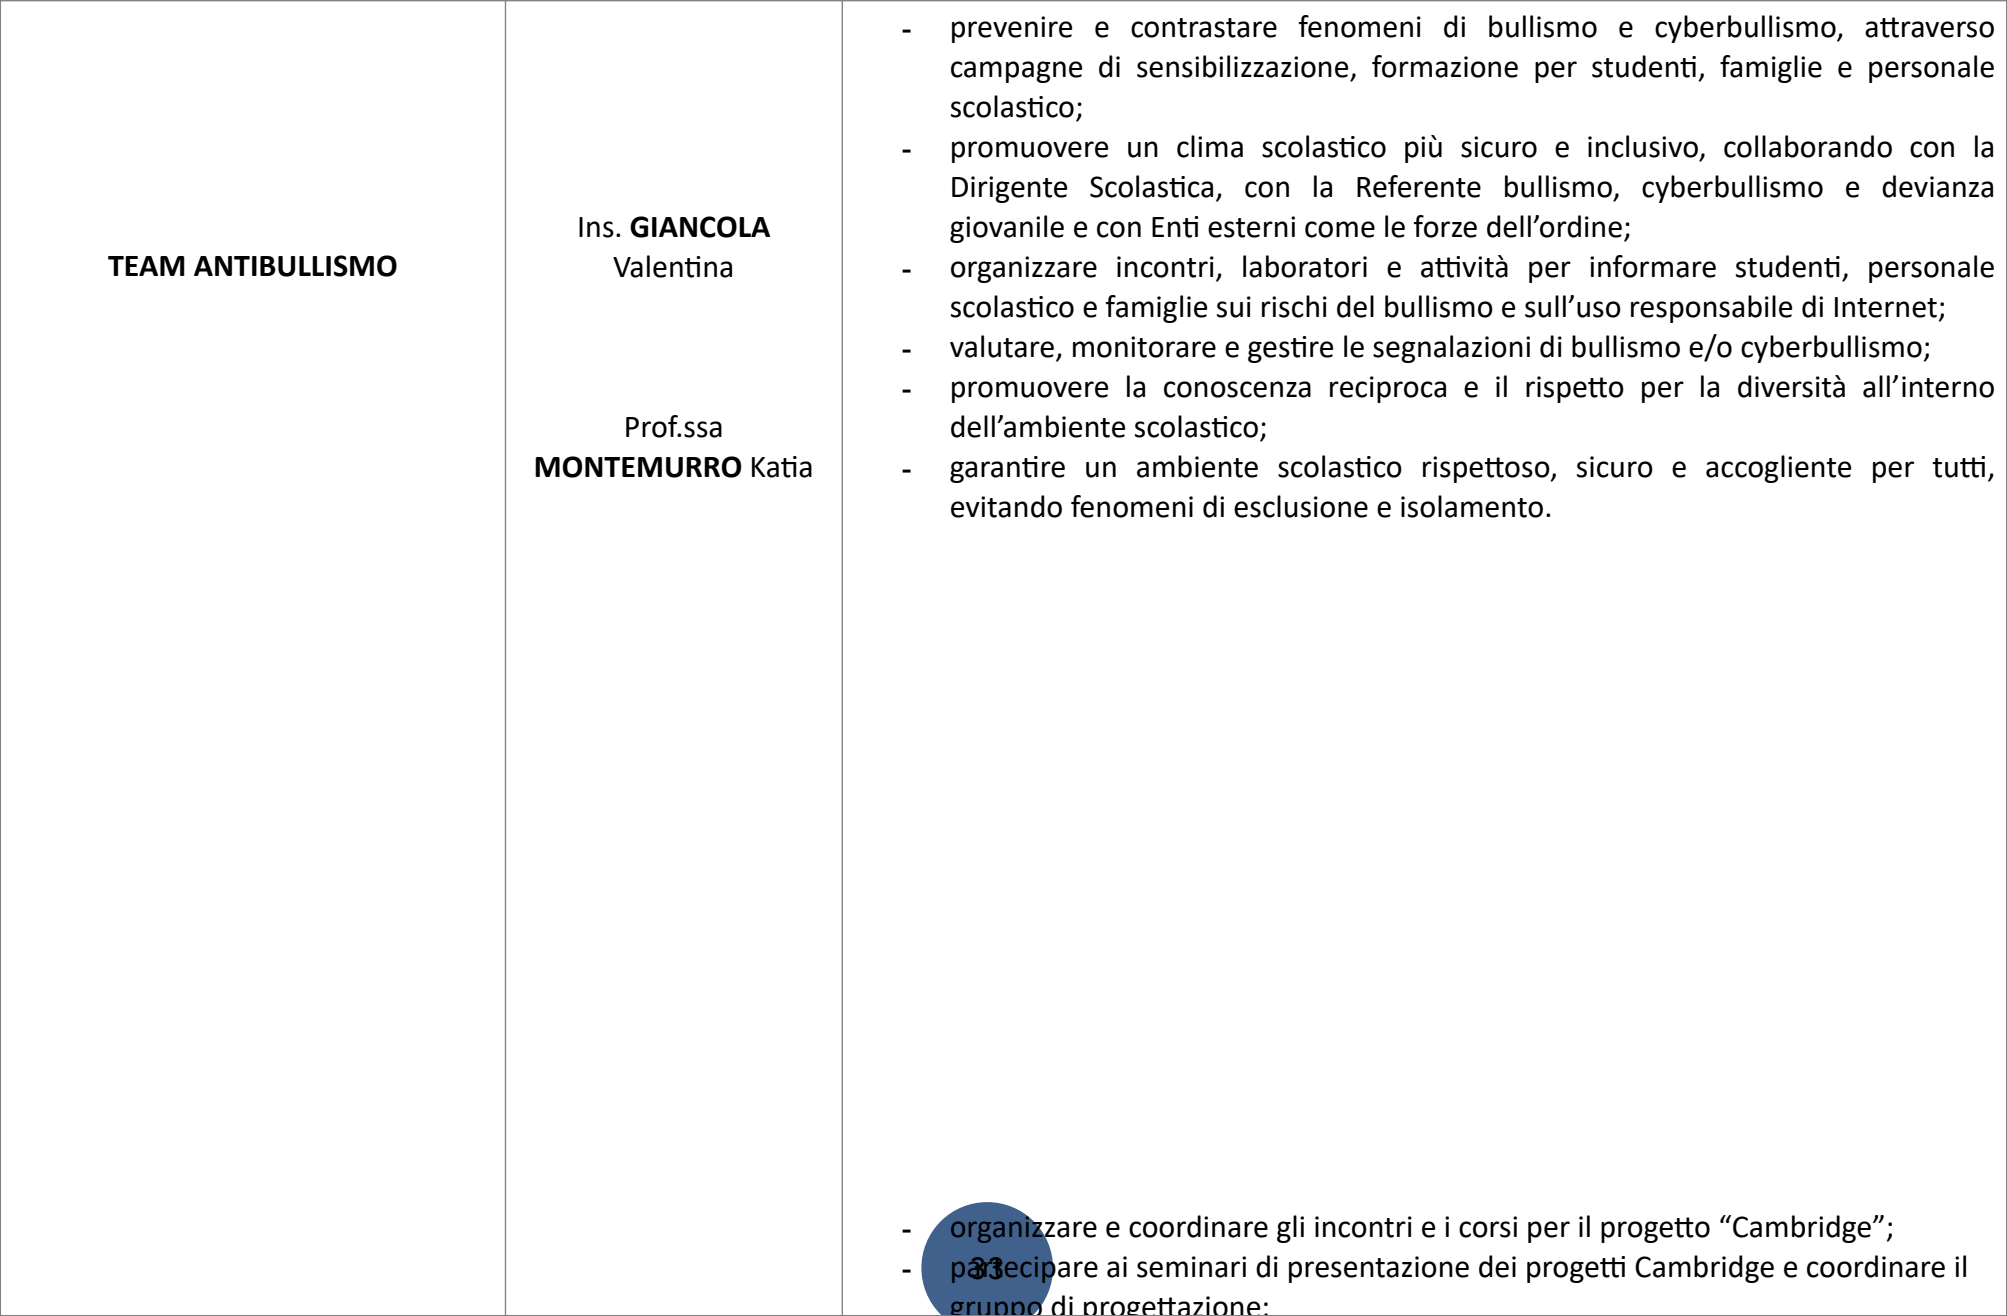 TEAM ANTIBULLISMO
Ins. GIANCOLA
Valentina
Prof.ssa
MONTEMURRO Katia
- prevenire e contrastare fenomeni di bullismo e cyberbullismo, attraverso
campagne di sensibilizzazione, formazione per studenti, famiglie e personale
scolastico;
- promuovere un clima scolastico più sicuro e inclusivo, collaborando con la
Dirigente Scolastica, con la Referente bullismo, cyberbullismo e devianza
giovanile e con Enti esterni come le forze dell’ordine;
- organizzare incontri, laboratori e attività per informare studenti, personale
scolastico e famiglie sui rischi del bullismo e sull’uso responsabile di Internet;
- valutare, monitorare e gestire le segnalazioni di bullismo e/o cyberbullismo;
- promuovere la conoscenza reciproca e il rispetto per la diversità all’interno
dell’ambiente scolastico;
- garantire un ambiente scolastico rispettoso, sicuro e accogliente per tutti,
evitando fenomeni di esclusione e isolamento.
- organizzare e coordinare gli incontri e i corsi per il progetto “Cambridge”;
- partecipare ai seminari di presentazione dei progetti Cambridge e coordinare il
gruppo di progettazione;
33